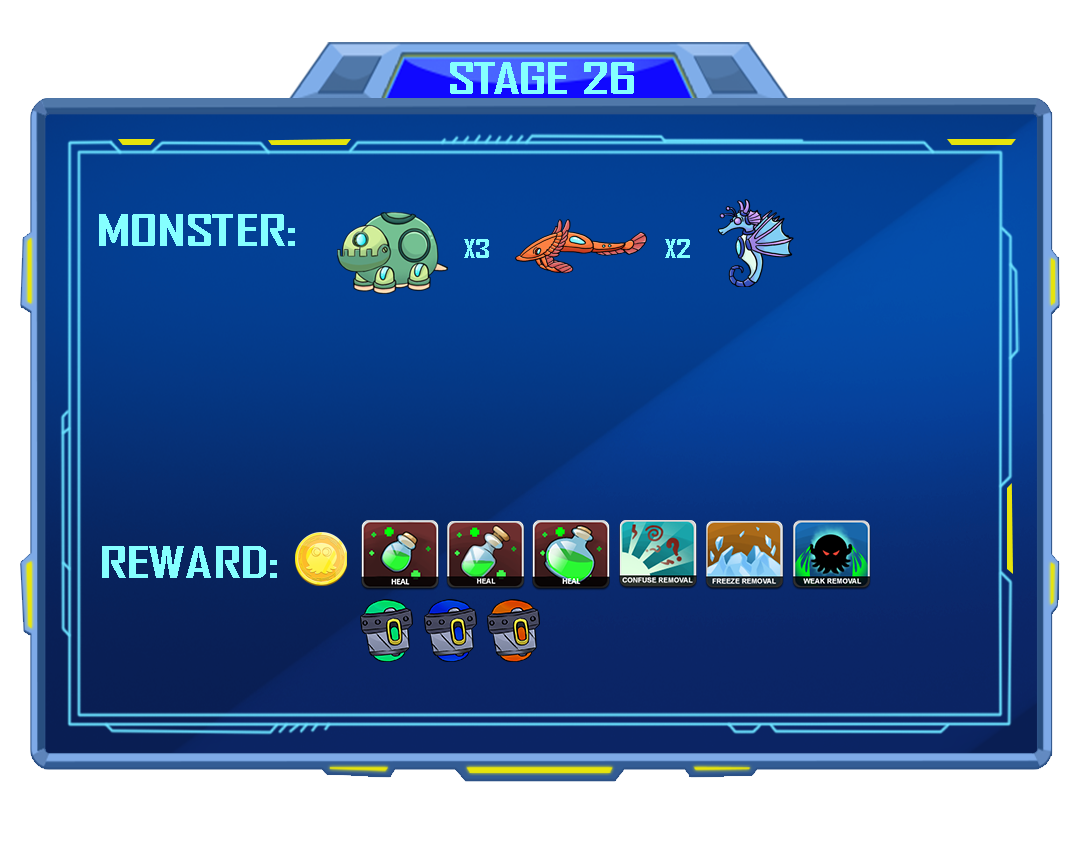 STAGE 26
MONSTER: X3 X2
REWARD:
HEAL HEAL HEAL CONFUSE REMOVAL FREEZE REMOVAL WEAK REMOVAL